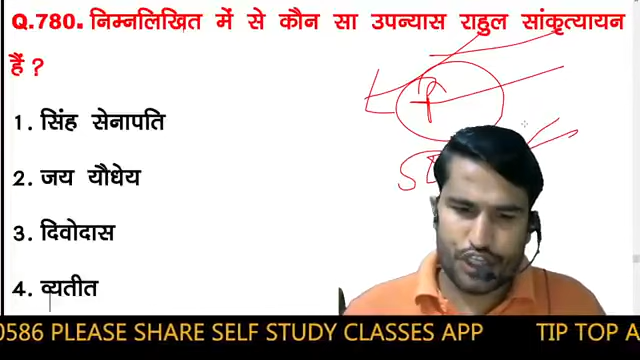 Q.780. निम्नलिखित में से कौन सा उपन्यास राहुल सांकृत्यायन
हैं ?
1. सिंह सेनापति
2. जय यौधेय
3. दिवोदास
4. व्यतीत
0586 PLEASE SHARE SELF STUDY CLASSES APP TIP TOP A